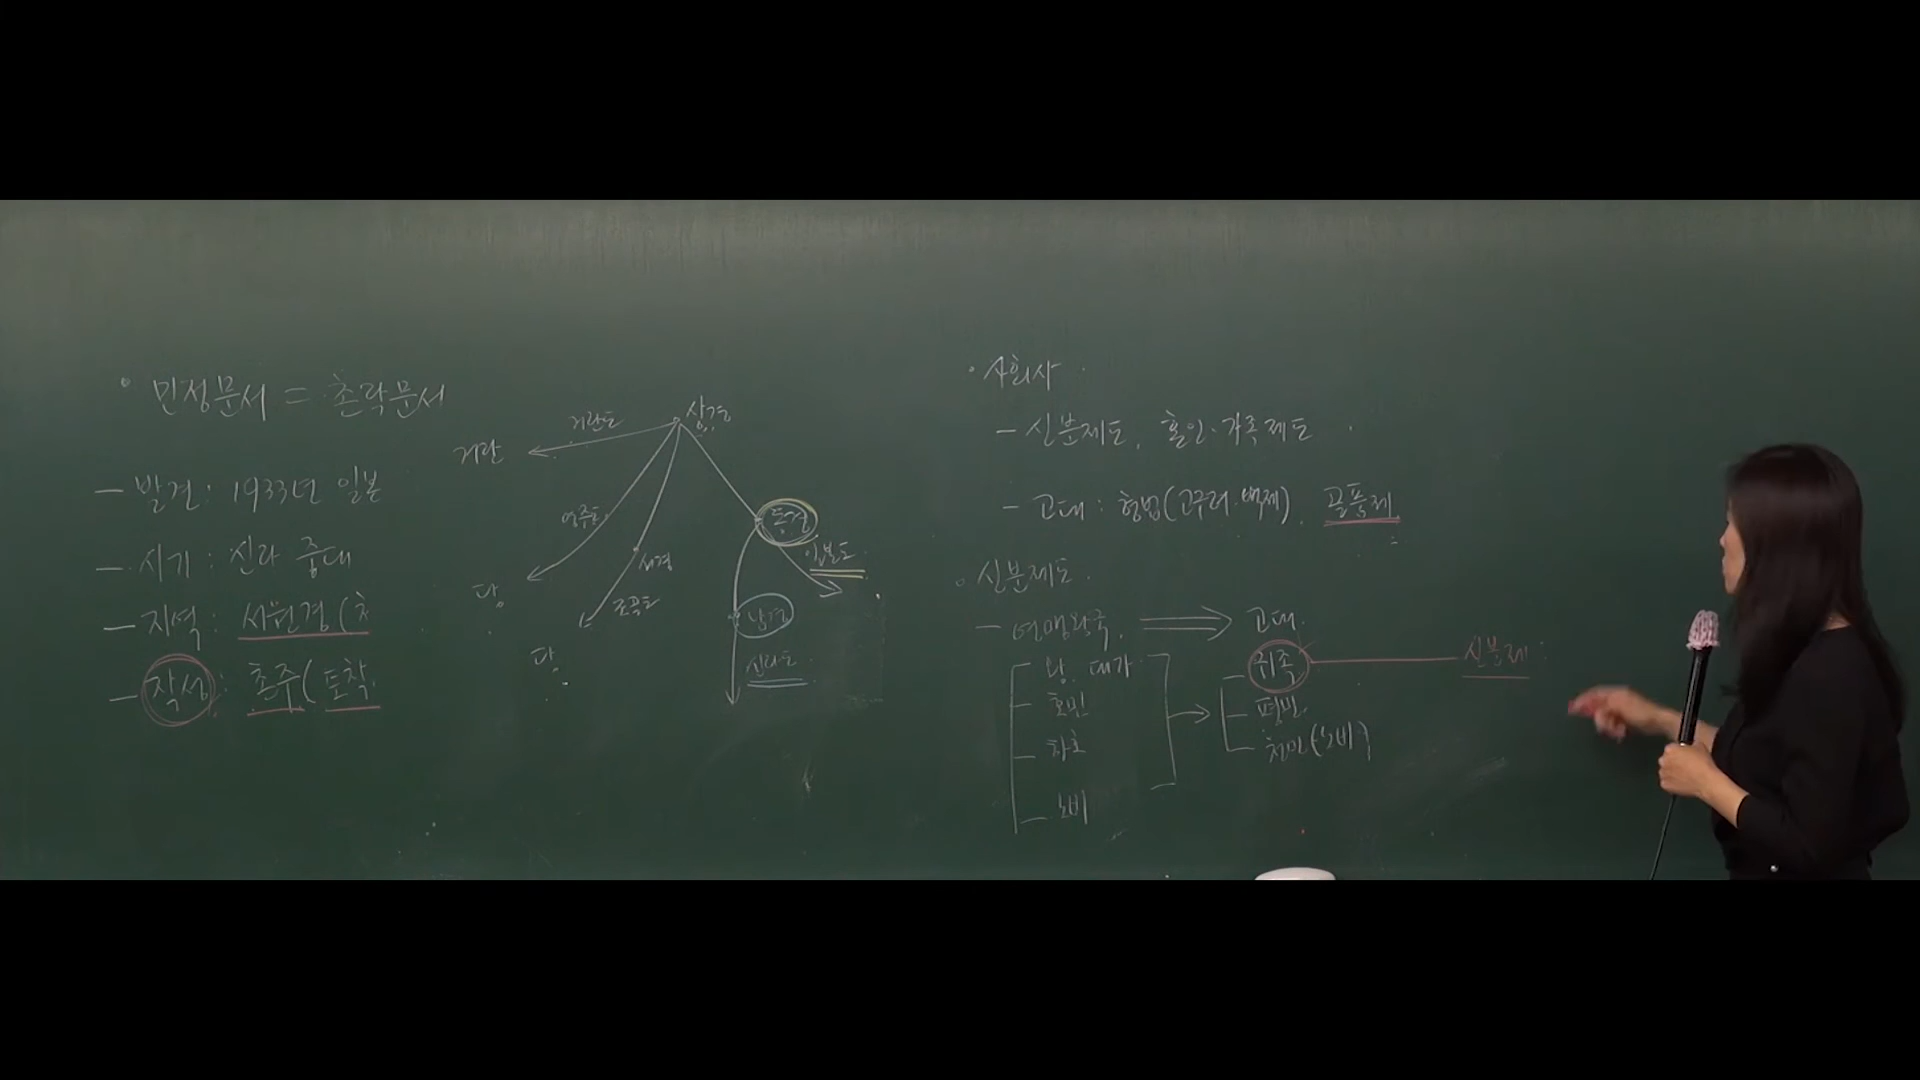 • 민정문서 = 촌락문서
- 발견 : 1933년 일본
- 시기 : 신라 중대
- 지역 : 서원경 (
- 작성 : 촌주 (토착
상경
거란도
거란
영주도
당
서경
조공도
당
동경
일본도
남경
신라도
• 사회사
- 신분제도, 혼인·가족제도
- 고대 : 형법(고구려·백제), 골품제
• 신분제도
- 연맹왕국 ⇒ 고대
왕, 대가
호민
하호
노비
→
귀족 — 신분제
평민
천민(노비)